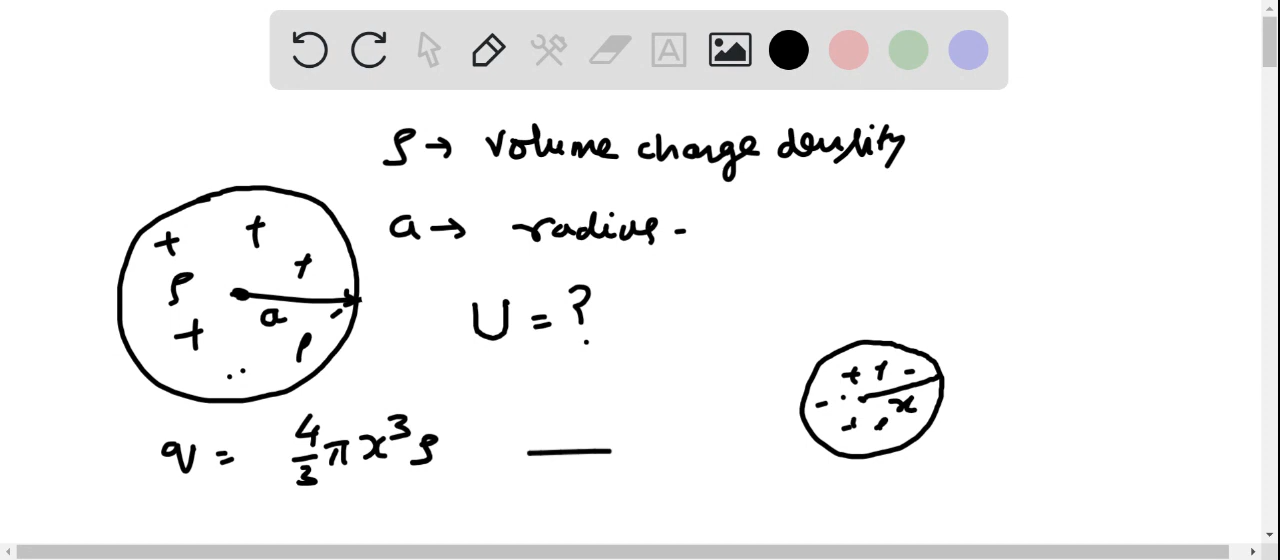 ρ → volume charge density
a → radius -
+ + + ρ a + ρ
U = ?
+ + - - x + +
q = 4/3 π x³ ρ —